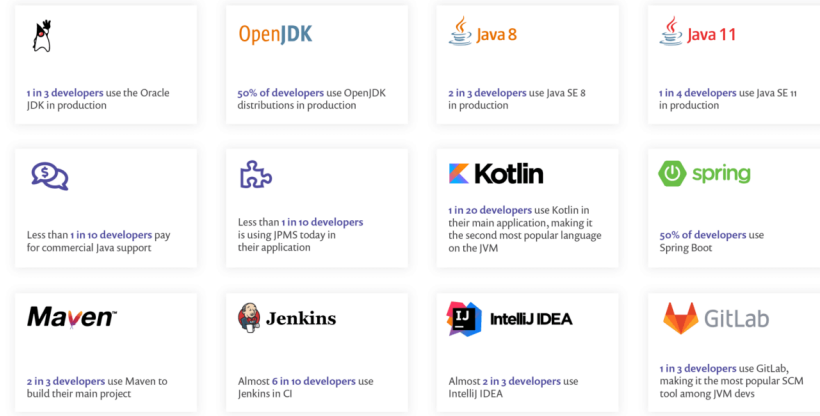 OpenJDK
Java 8
Java 11
1 in 3 developers use the Oracle
JDK in production
50% of developers use OpenJDK
distributions in production
2 in 3 developers use Java SE 8
in production
1 in 4 developers use Java SE 11
in production
$
Less than 1 in 10 developers pay
for commercial Java support
Less than 1 in 10 developers
is using JPMS today in
their application
Kotlin
1 in 20 developers use Kotlin in
their main application, making it
the second most popular language
on the JVM
spring
50% of developers use
Spring Boot
Maven™
2 in 3 developers use Maven to
build their main project
Jenkins
Almost 6 in 10 developers use
Jenkins in CI
IJ IntelliJ IDEA
Almost 2 in 3 developers use
IntelliJ IDEA
GitLab
1 in 3 developers use GitLab,
making it the most popular SCM
tool among JVM devs